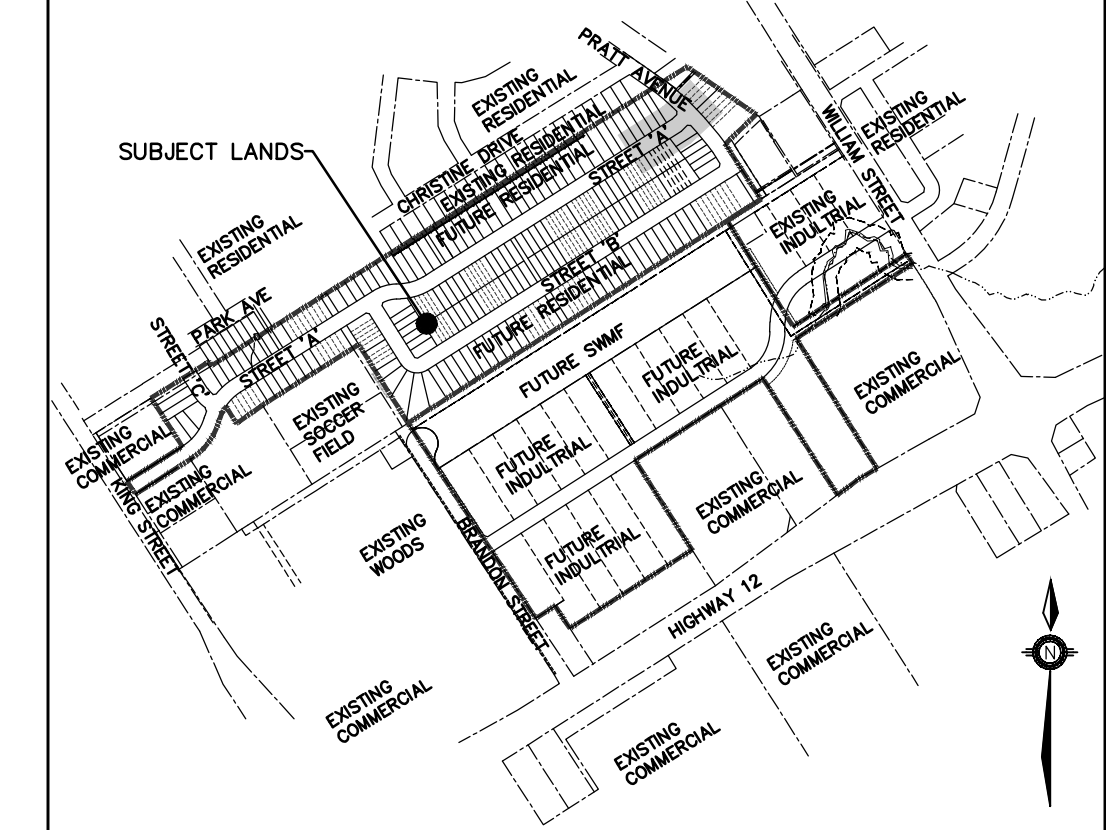 PRATT AVENUE
EXISTING
RESIDENTIAL
EXISTING
RESIDENTIAL
WILLIAM STREET
SUBJECT LANDS
CHRISTINE DRIVE
EXISTING RESIDENTIAL
FUTURE RESIDENTIAL
STREET 'A'
EXISTING
INDULTRIAL
EXISTING
RESIDENTIAL
STREET 'B'
FUTURE RESIDENTIAL
PARK AVE
STREET 'C'
STREET 'A'
FUTURE SWMF
FUTURE
INDULTRIAL
EXISTING
COMMERCIAL
EXISTING
SOCCER
FIELD
EXISTING
COMMERCIAL
EXISTING
COMMERCIAL
KING STREET
FUTURE
INDULTRIAL
EXISTING
COMMERCIAL
EXISTING
WOODS
BRANDON STREET
FUTURE
INDULTRIAL
HIGHWAY 12
EXISTING
COMMERCIAL
EXISTING
COMMERCIAL
EXISTING
COMMERCIAL
N